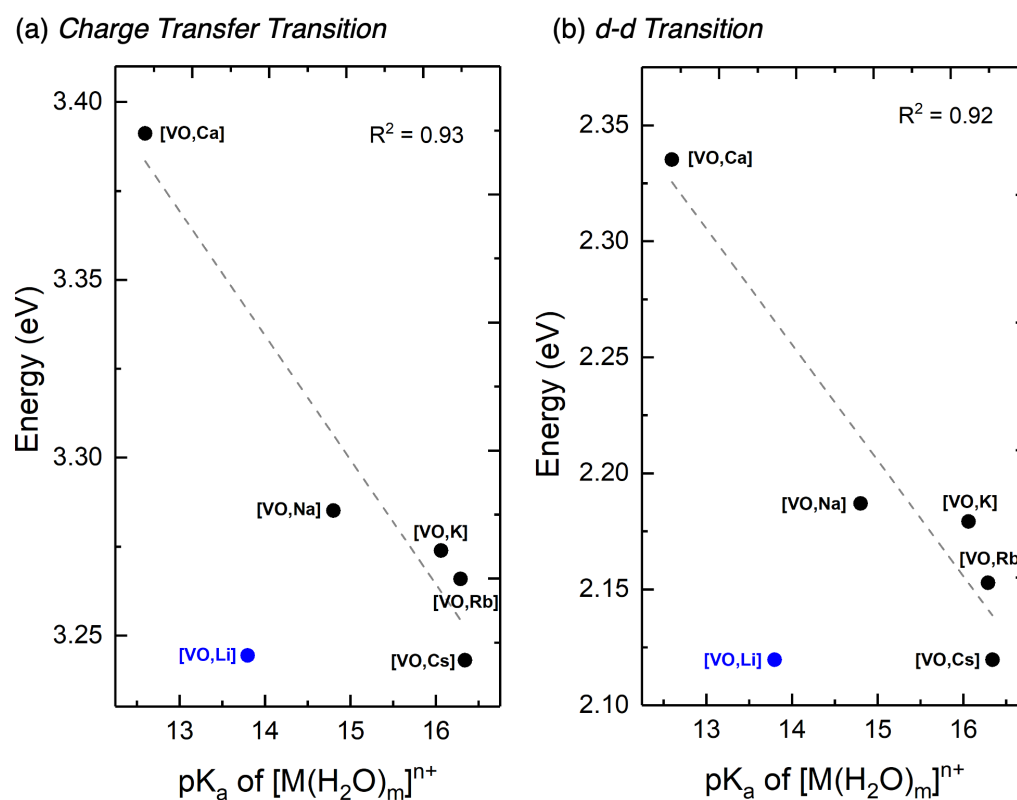 (a) Charge Transfer Transition
3.40
3.35
3.30
3.25
Energy (eV)
[VO,Ca]
R² = 0.93
[VO,Na]
[VO,K]
[VO,Rb]
[VO,Li]
[VO,Cs]
13 14 15 16
pKₐ of [M(H₂O)ₘ]ⁿ⁺
(b) d-d Transition
2.35
2.30
2.25
2.20
2.15
2.10
Energy (eV)
R² = 0.92
[VO,Ca]
[VO,Na]
[VO,K]
[VO,Rb
[VO,Li]
[VO,Cs]
13 14 15 16
pKₐ of [M(H₂O)ₘ]ⁿ⁺